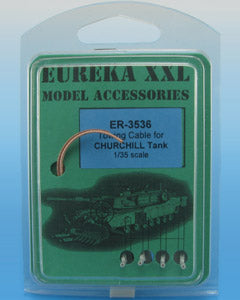 EUREKA XXL
MODEL ACCESSORIES
ER-3536
Towing Cable for
CHURCHILL Tank
1/35 scale